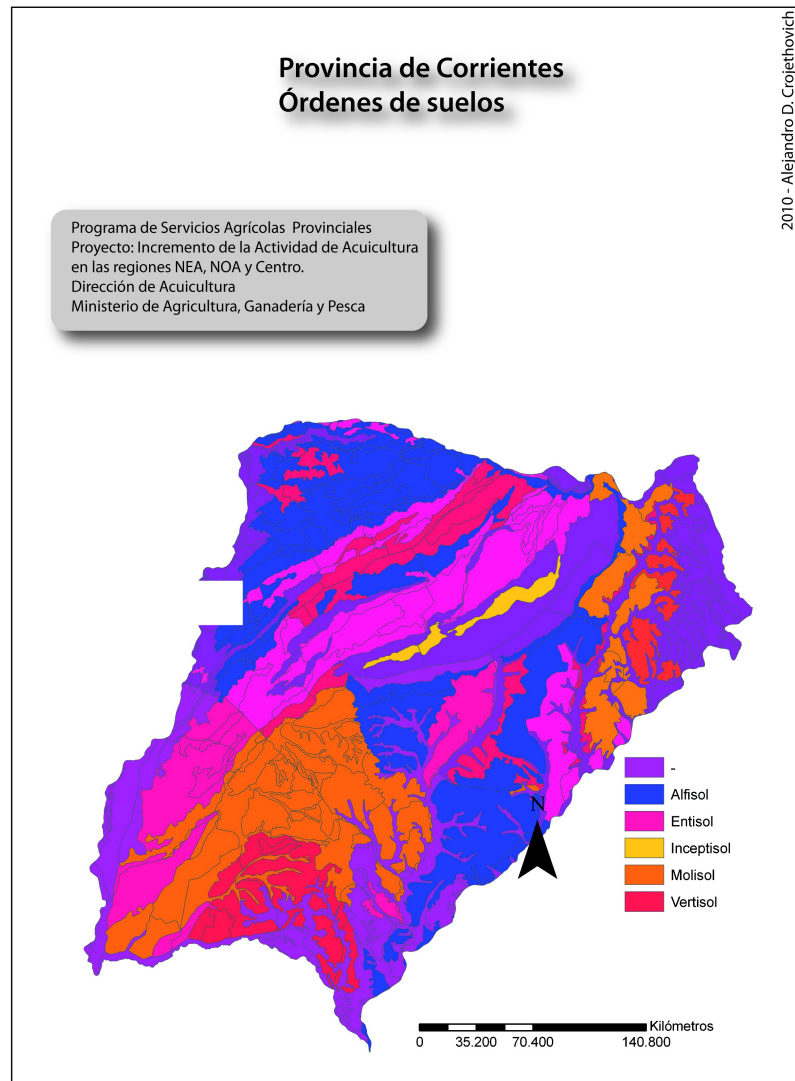 Provincia de Corrientes
Órdenes de suelos
2010 - Alejandro D. Crojethovich
Programa de Servicios Agrícolas Provinciales
Proyecto: Incremento de la Actividad de Acuicultura
en las regiones NEA, NOA y Centro.
Dirección de Acuicultura
Ministerio de Agricultura, Ganadería y Pesca
-
Alfisol
Entisol
Inceptisol
Molisol
Vertisol
N
Kilómetros
0 35.200 70.400 140.800